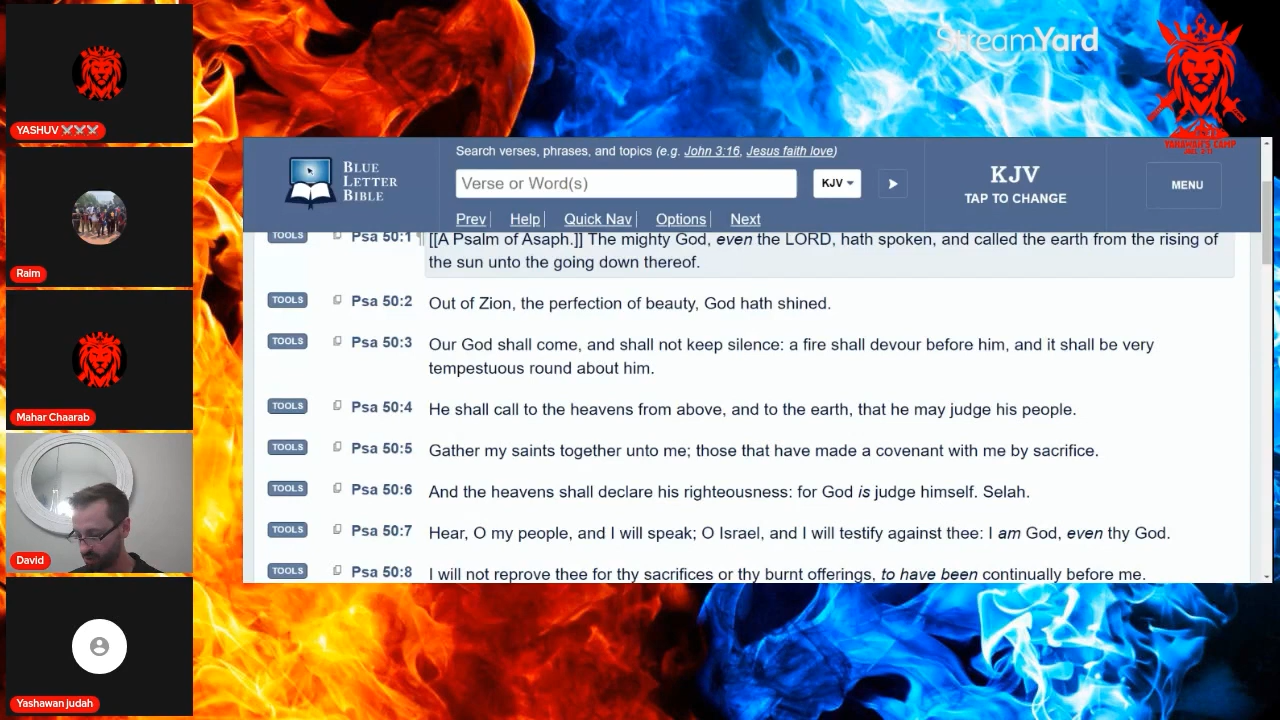 YASHUV ⚔⚔⚔
Raim
Mahar Chaarab
David
Yashawan judah
StreamYard
YAHAWAH'S CAMP
BLUE
LETTER
BIBLE
Search verses, phrases, and topics (e.g. John 3:16, Jesus faith love)
Verse or Word(s)
KJV
Prev | Help | Quick Nav | Options | Next
KJV
TAP TO CHANGE
MENU
TOOLS Psa 50:1 ¶ [[A Psalm of Asaph.]] The mighty God, even the LORD, hath spoken, and called the earth from the rising of
the sun unto the going down thereof.
TOOLS Psa 50:2 Out of Zion, the perfection of beauty, God hath shined.
TOOLS Psa 50:3 Our God shall come, and shall not keep silence: a fire shall devour before him, and it shall be very
tempestuous round about him.
TOOLS Psa 50:4 He shall call to the heavens from above, and to the earth, that he may judge his people.
TOOLS Psa 50:5 Gather my saints together unto me; those that have made a covenant with me by sacrifice.
TOOLS Psa 50:6 And the heavens shall declare his righteousness: for God is judge himself. Selah.
TOOLS Psa 50:7 Hear, O my people, and I will speak; O Israel, and I will testify against thee: I am God, even thy God.
TOOLS Psa 50:8 I will not reprove thee for thy sacrifices or thy burnt offerings, to have been continually before me.